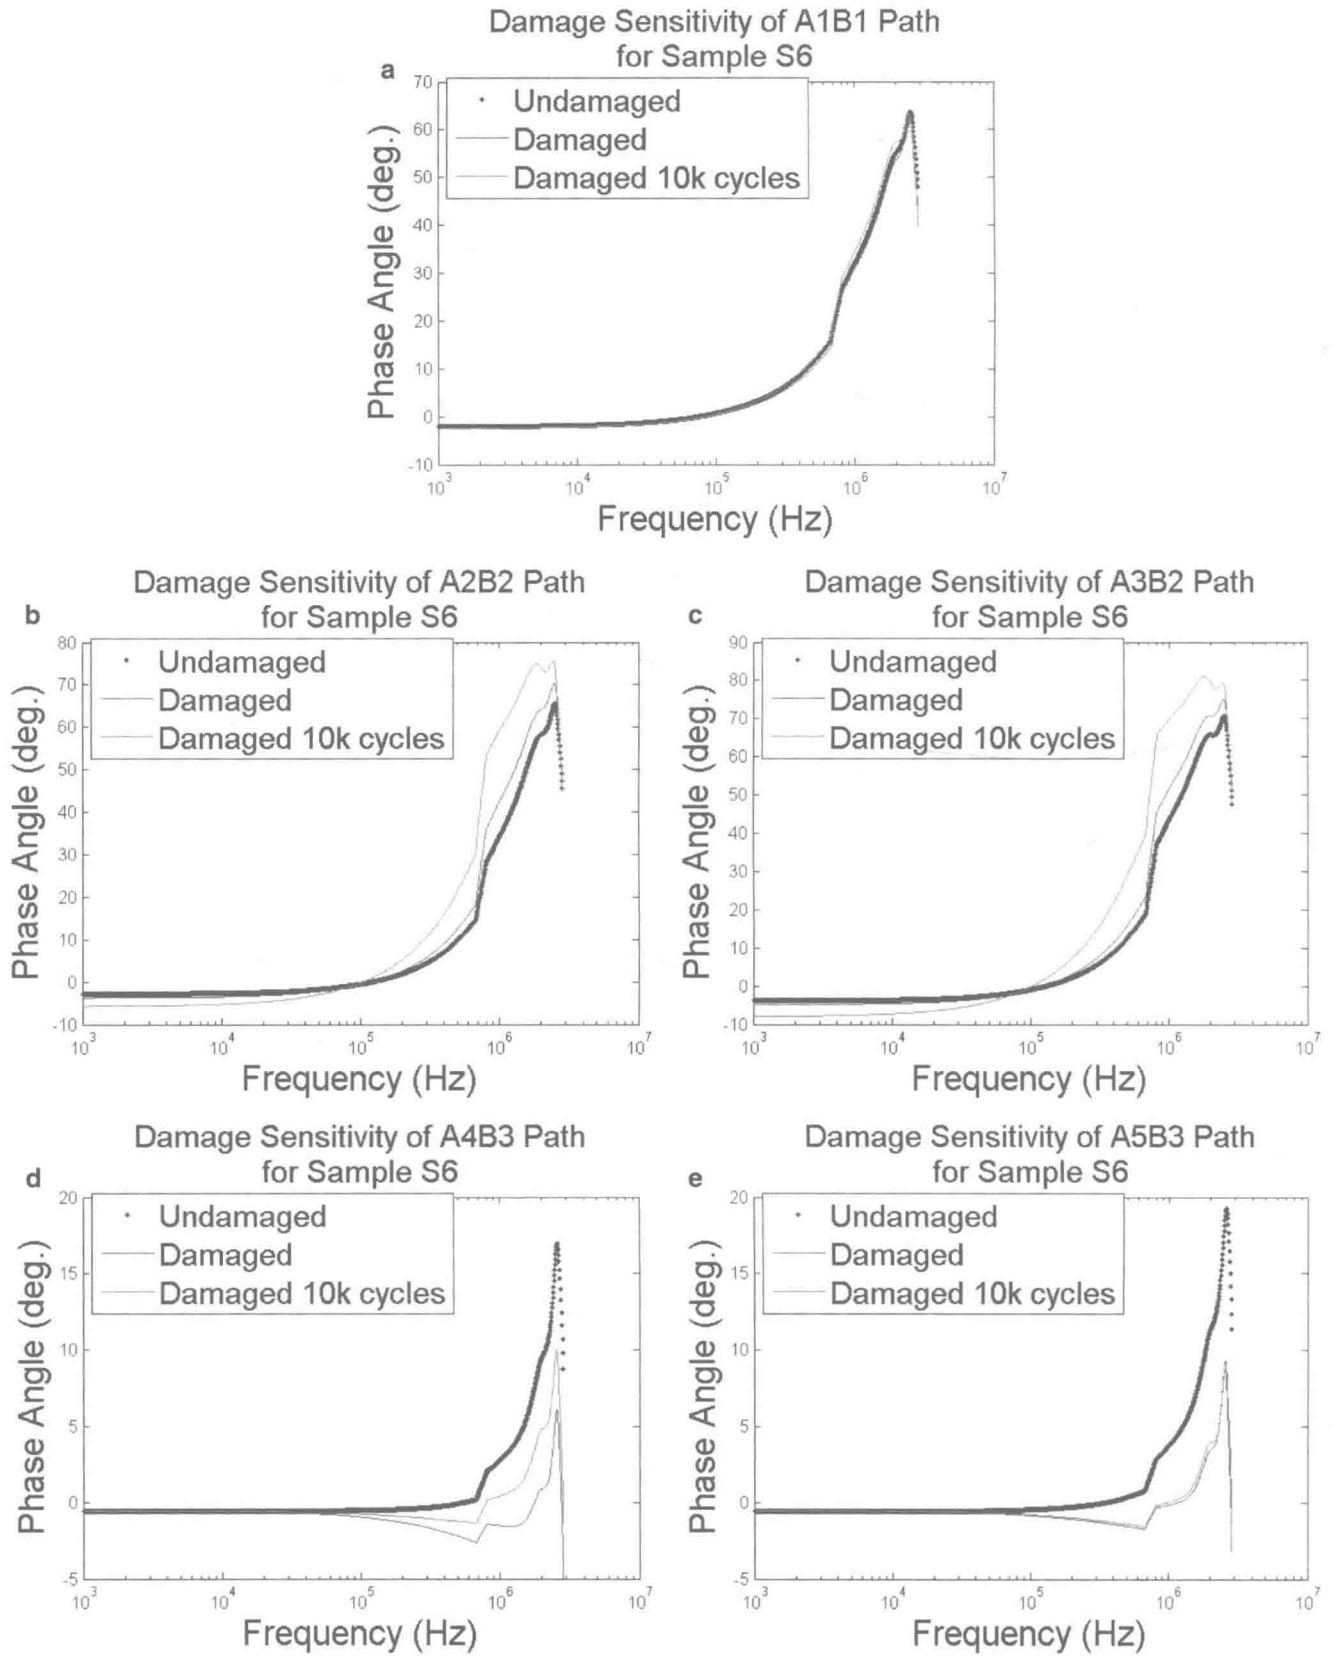 Damage Sensitivity of A1B1 Path
for Sample S6
a
Undamaged
Damaged
Damaged 10k cycles
Phase Angle (deg.)
70
60
50
40
30
20
10
0
-10
10^3
10^4
10^5
10^6
10^7
Frequency (Hz)
Damage Sensitivity of A2B2 Path
for Sample S6
b
Undamaged
Damaged
Damaged 10k cycles
Phase Angle (deg.)
80
70
60
50
40
30
20
10
0
-10
10^3
10^4
10^5
10^6
10^7
Frequency (Hz)
Damage Sensitivity of A3B2 Path
for Sample S6
c
Undamaged
Damaged
Damaged 10k cycles
Phase Angle (deg.)
90
80
70
60
50
40
30
20
10
0
-10
10^3
10^4
10^5
10^6
10^7
Frequency (Hz)
Damage Sensitivity of A4B3 Path
for Sample S6
d
Undamaged
Damaged
Damaged 10k cycles
Phase Angle (deg.)
20
15
10
5
0
-5
10^3
10^4
10^5
10^6
10^7
Frequency (Hz)
Damage Sensitivity of A5B3 Path
for Sample S6
e
Undamaged
Damaged
Damaged 10k cycles
Phase Angle (deg.)
20
15
10
5
0
-5
10^3
10^4
10^5
10^6
10^7
Frequency (Hz)